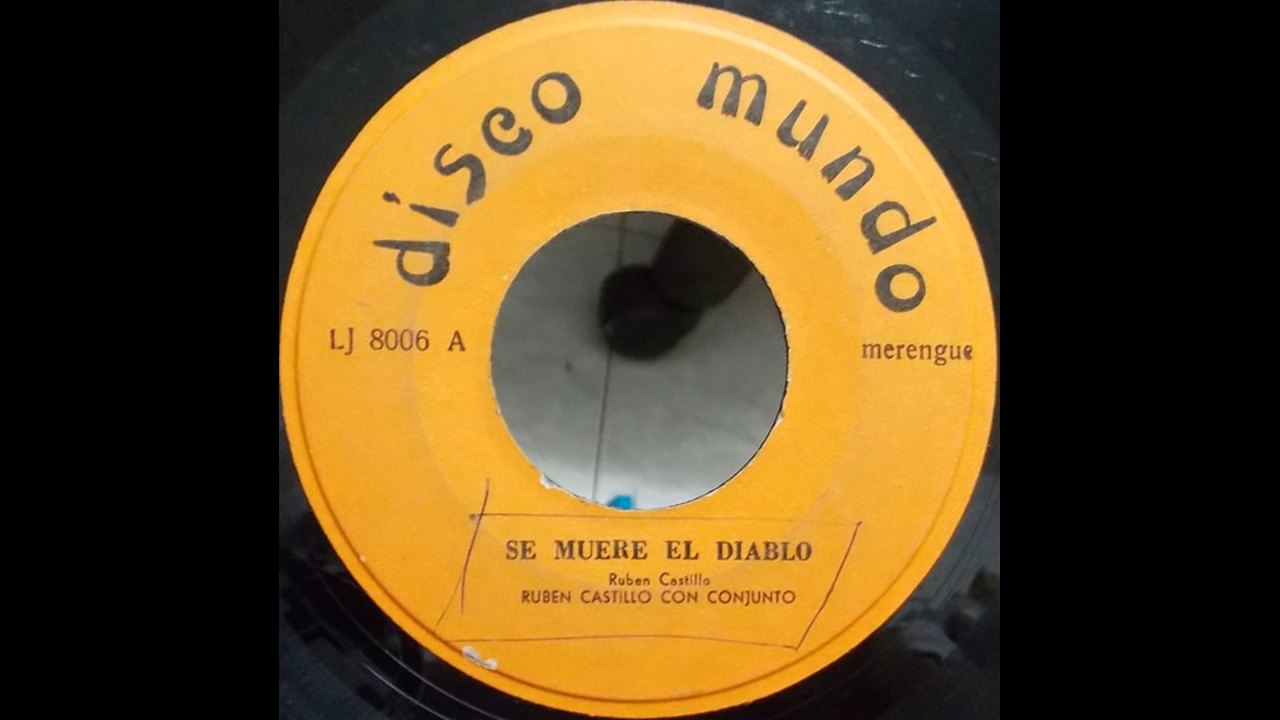 disco mundo
LJ 8006 A
merengue
SE MUERE EL DIABLO
Ruben Castillo
RUBEN CASTILLO CON CONJUNTO